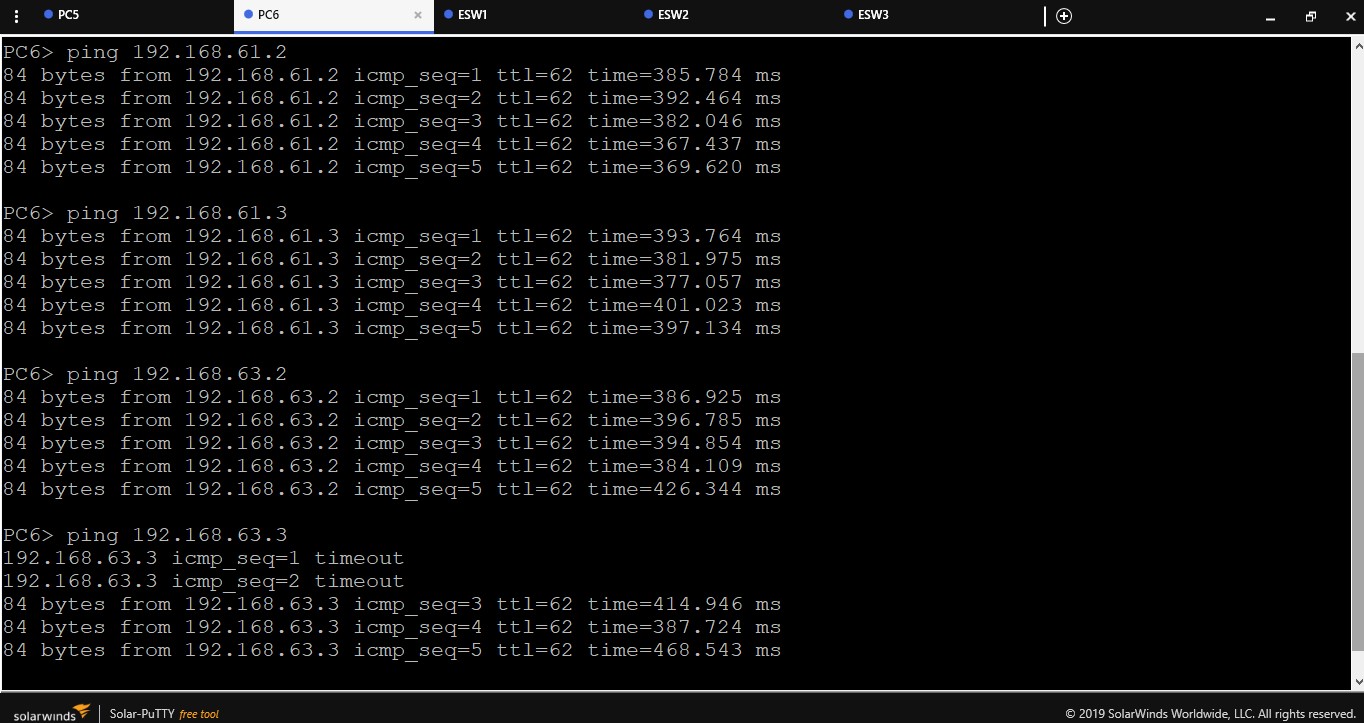 PC5 PC6 × ESW1 ESW2 ESW3
PC6> ping 192.168.61.2
84 bytes from 192.168.61.2 icmp_seq=1 ttl=62 time=385.784 ms
84 bytes from 192.168.61.2 icmp_seq=2 ttl=62 time=392.464 ms
84 bytes from 192.168.61.2 icmp_seq=3 ttl=62 time=382.046 ms
84 bytes from 192.168.61.2 icmp_seq=4 ttl=62 time=367.437 ms
84 bytes from 192.168.61.2 icmp_seq=5 ttl=62 time=369.620 ms
PC6> ping 192.168.61.3
84 bytes from 192.168.61.3 icmp_seq=1 ttl=62 time=393.764 ms
84 bytes from 192.168.61.3 icmp_seq=2 ttl=62 time=381.975 ms
84 bytes from 192.168.61.3 icmp_seq=3 ttl=62 time=377.057 ms
84 bytes from 192.168.61.3 icmp_seq=4 ttl=62 time=401.023 ms
84 bytes from 192.168.61.3 icmp_seq=5 ttl=62 time=397.134 ms
PC6> ping 192.168.63.2
84 bytes from 192.168.63.2 icmp_seq=1 ttl=62 time=386.925 ms
84 bytes from 192.168.63.2 icmp_seq=2 ttl=62 time=396.785 ms
84 bytes from 192.168.63.2 icmp_seq=3 ttl=62 time=394.854 ms
84 bytes from 192.168.63.2 icmp_seq=4 ttl=62 time=384.109 ms
84 bytes from 192.168.63.2 icmp_seq=5 ttl=62 time=426.344 ms
PC6> ping 192.168.63.3
192.168.63.3 icmp_seq=1 timeout
192.168.63.3 icmp_seq=2 timeout
84 bytes from 192.168.63.3 icmp_seq=3 ttl=62 time=414.946 ms
84 bytes from 192.168.63.3 icmp_seq=4 ttl=62 time=387.724 ms
84 bytes from 192.168.63.3 icmp_seq=5 ttl=62 time=468.543 ms
solarwinds Solar-PuTTY free tool © 2019 SolarWinds Worldwide, LLC. All rights reserved.